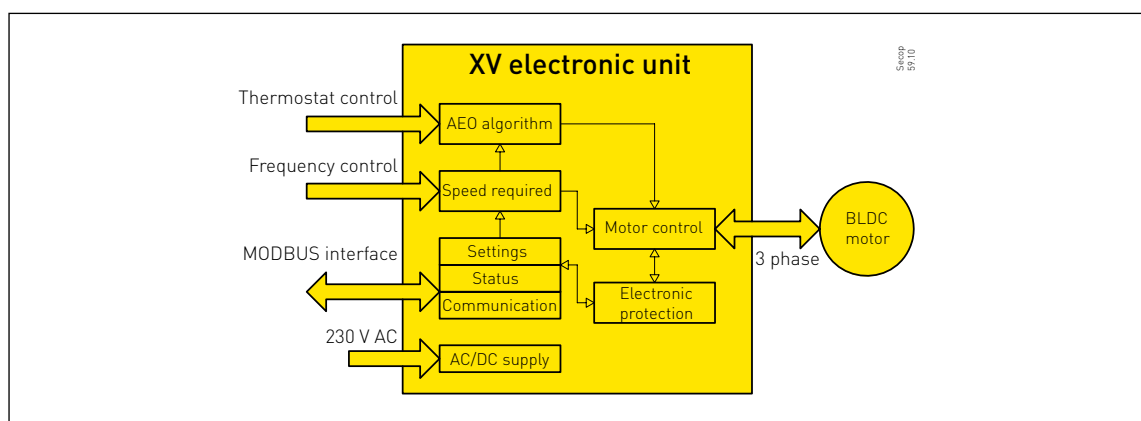 XV electronic unit
Secop
59.10
Thermostat control
AEO algorithm
Frequency control
Speed required
Motor control
BLDC
motor
3 phase
MODBUS interface
Settings
Status
Communication
Electronic
protection
230 V AC
AC/DC supply